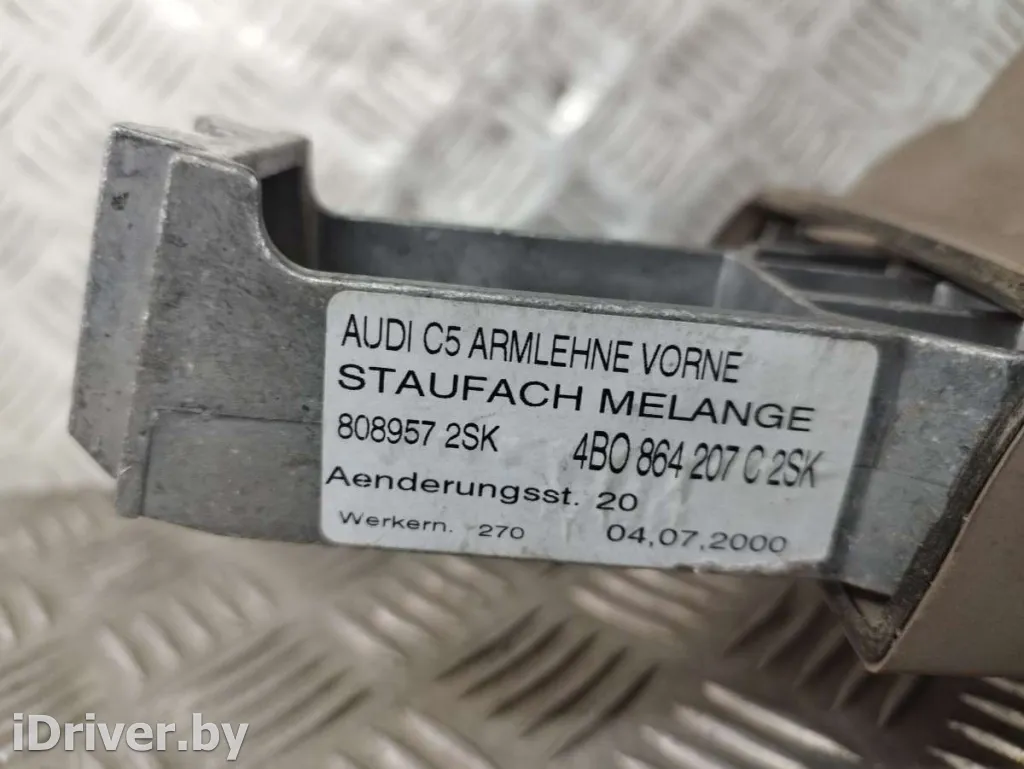 AUDI C5 ARMLEHNE VORNE
STAUFACH MELANGE
808957 2SK 4B0 864 207 C 2SK
Aenderungsst. 20
Werkern. 270 04,07,2000
iDriver.by